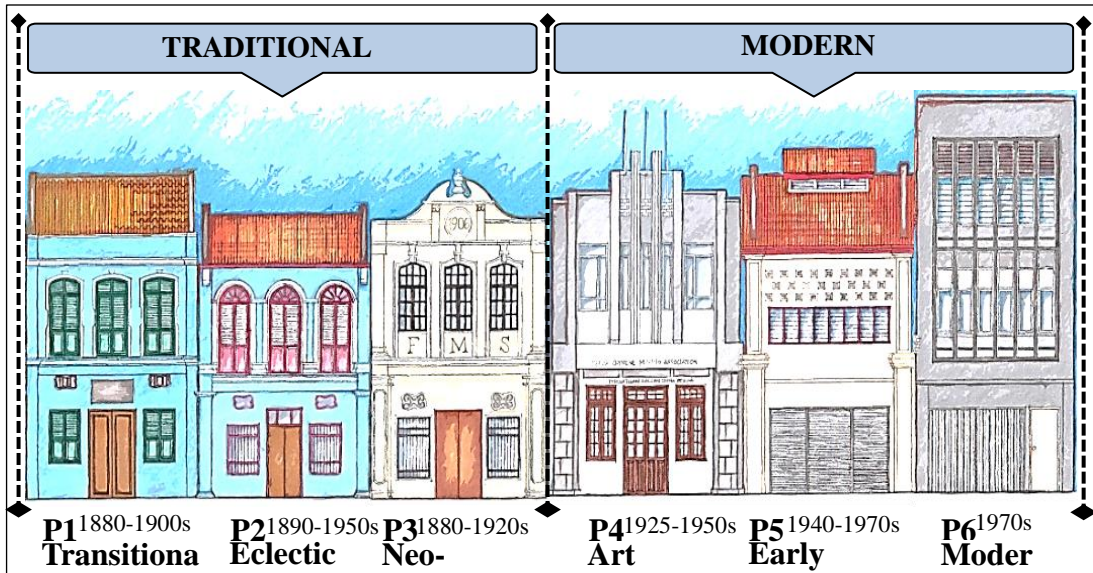 TRADITIONAL
MODERN
1906
F M S
P1 1880-1900s
Transitiona
P2 1890-1950s
Eclectic
P3 1880-1920s
Neo-
P4 1925-1950s
Art
P5 1940-1970s
Early
P6 1970s
Moder